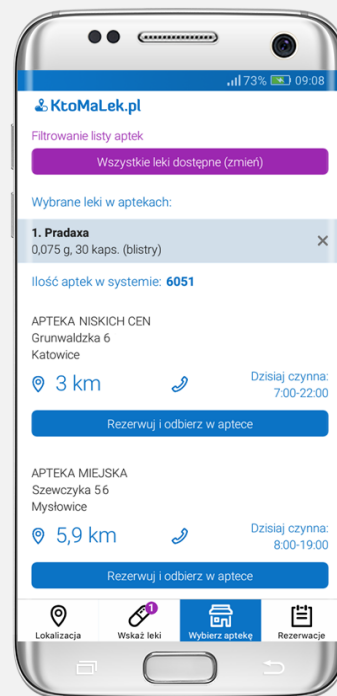 73% 09:08
KtoMaLek.pl
Filtrowanie listy aptek
Wszystkie leki dostępne (zmień)
Wybrane leki w aptekach:
1. Pradaxa
0,075 g, 30 kaps. (blistry)
Ilość aptek w systemie: 6051
APTEKA NISKICH CEN
Grunwaldzka 6
Katowice
3 km
Dzisiaj czynna:
7:00-22:00
Rezerwuj i odbierz w aptece
APTEKA MIEJSKA
Szewczyka 56
Mysłowice
5,9 km
Dzisiaj czynna:
8:00-19:00
Rezerwuj i odbierz w aptece
1
Lokalizacja Wskaż leki Wybierz aptekę Rezerwacje